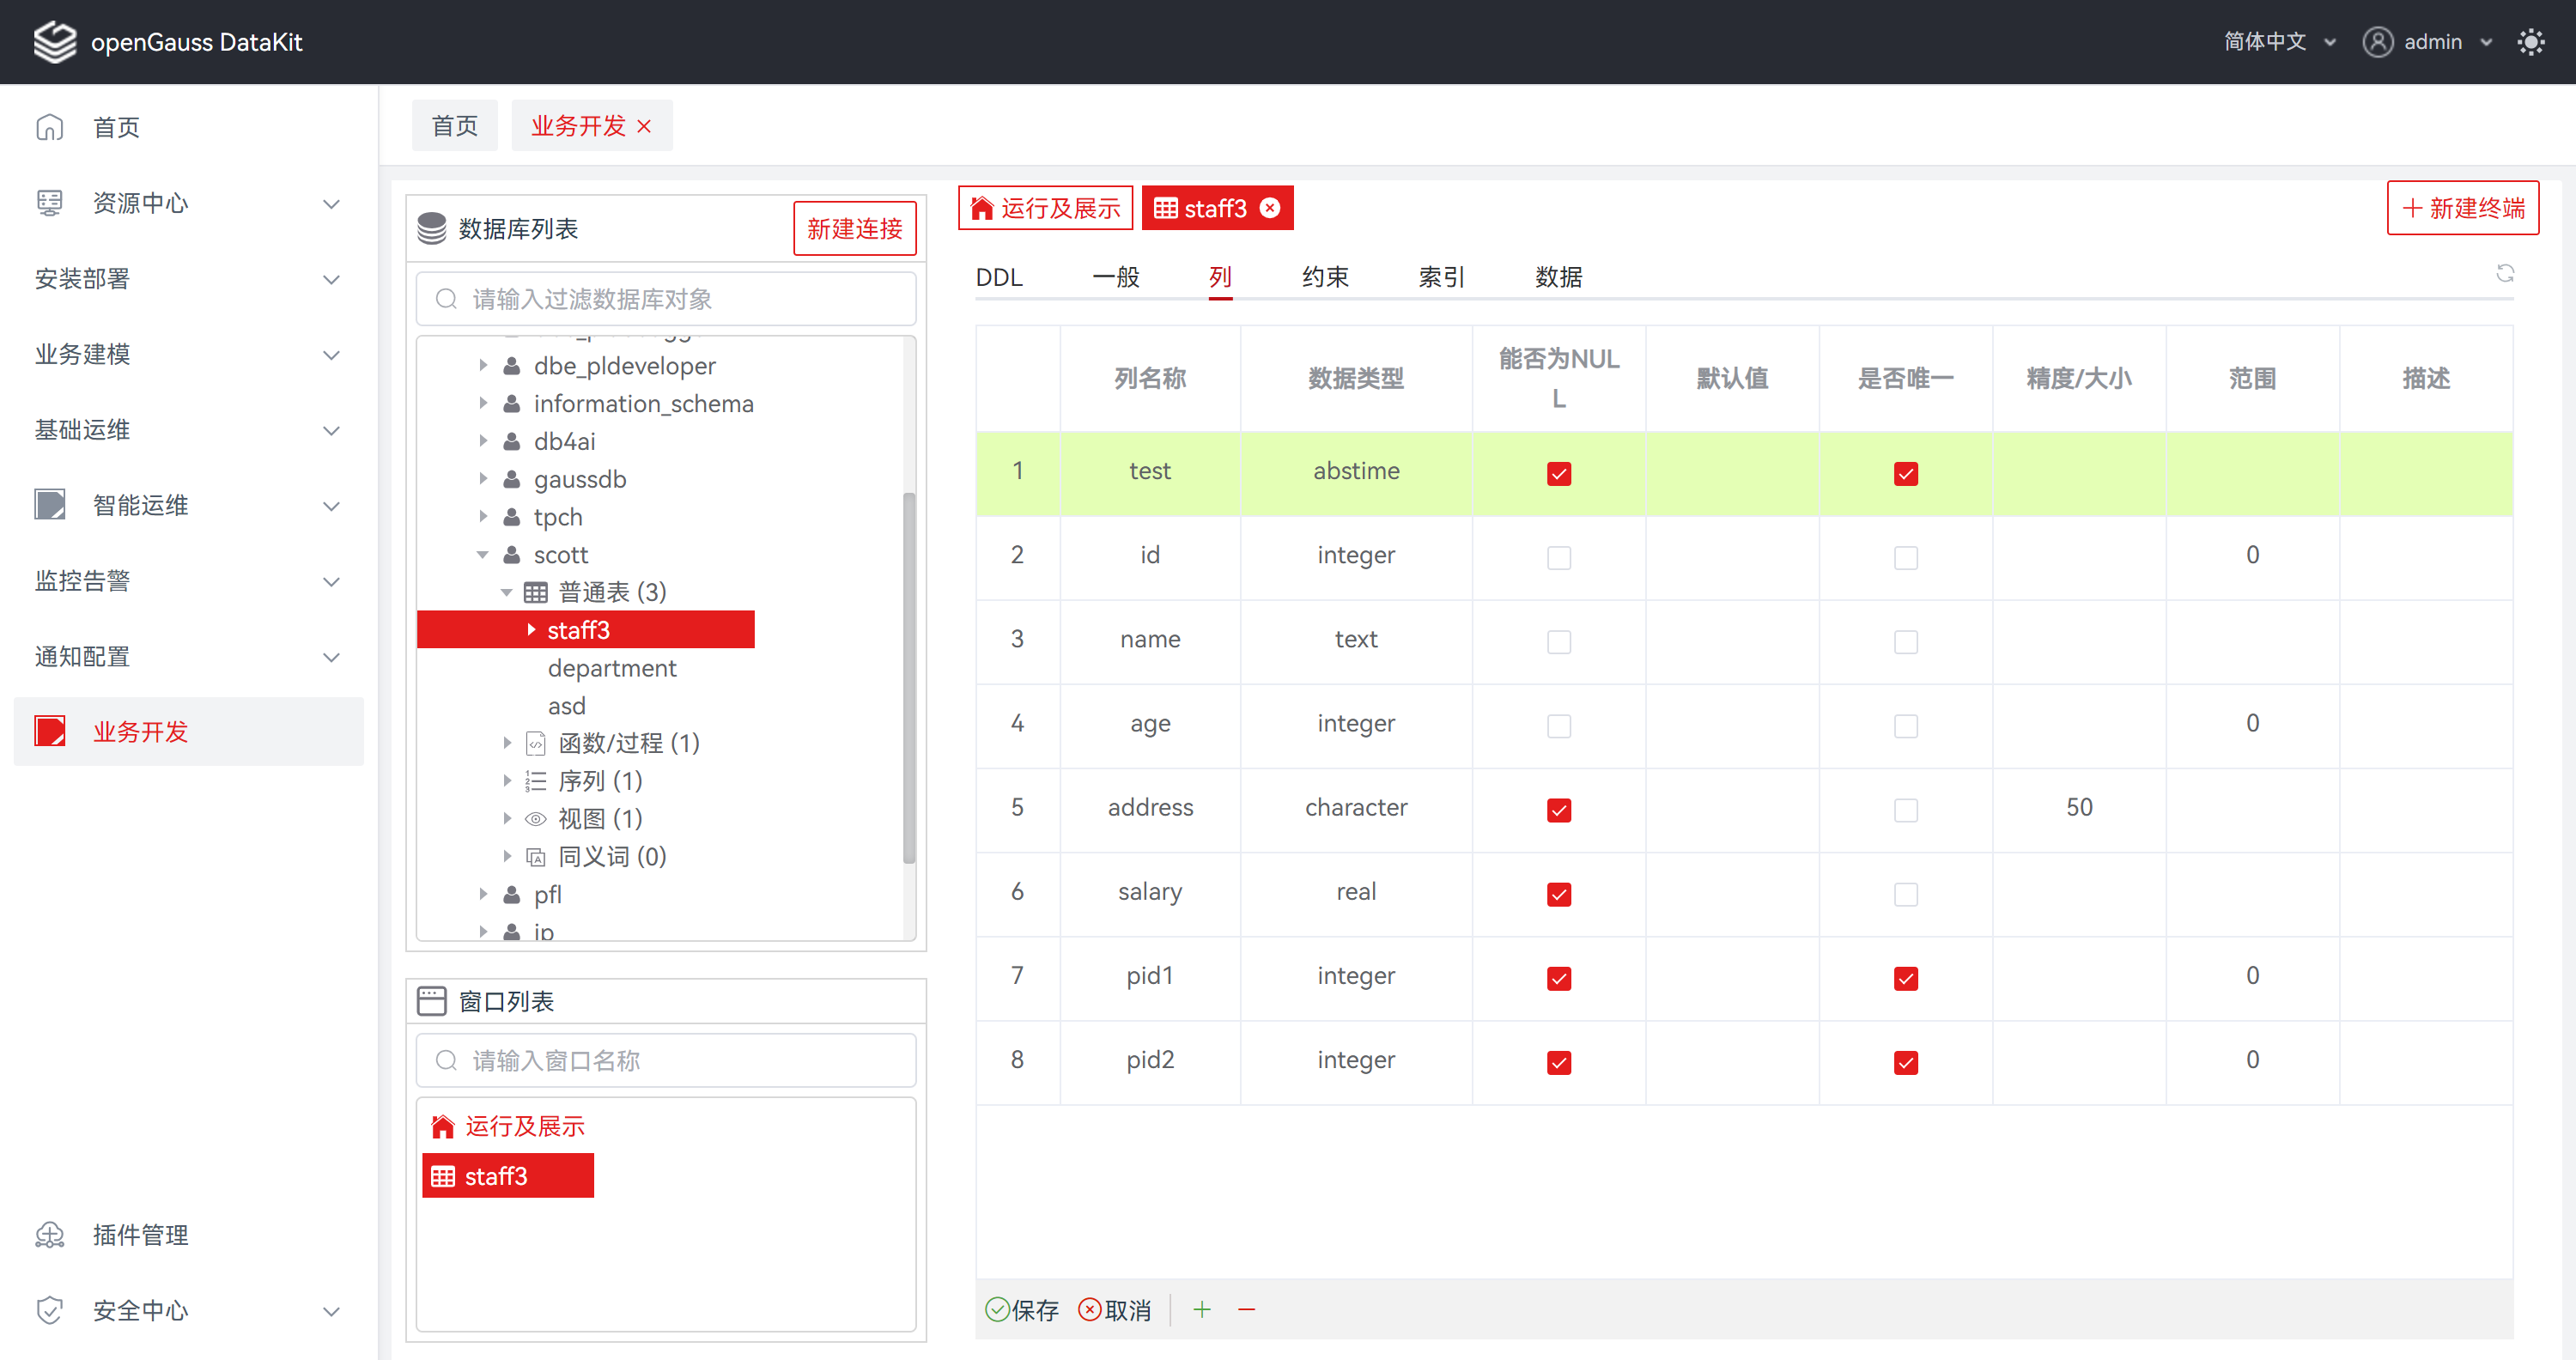 openGauss DataKit
简体中文
admin
首页
资源中心
安装部署
业务建模
基础运维
智能运维
监控告警
通知配置
业务开发
插件管理
安全中心
首页
业务开发
数据库列表
新建连接
请输入过滤数据库对象
dbe_pldeveloper
information_schema
db4ai
gaussdb
tpch
scott
普通表 (3)
staff3
department
asd
函数/过程 (1)
序列 (1)
视图 (1)
同义词 (0)
pfl
窗口列表
请输入窗口名称
运行及展示
staff3
运行及展示
staff3
新建终端
DDL 一般 列 约束 索引 数据
列名称 数据类型 能否为NULL 默认值 是否唯一 精度/大小 范围 描述
1 test abstime
2 id integer 0
3 name text
4 age integer 0
5 address character 50
6 salary real
7 pid1 integer 0
8 pid2 integer 0
保存 取消